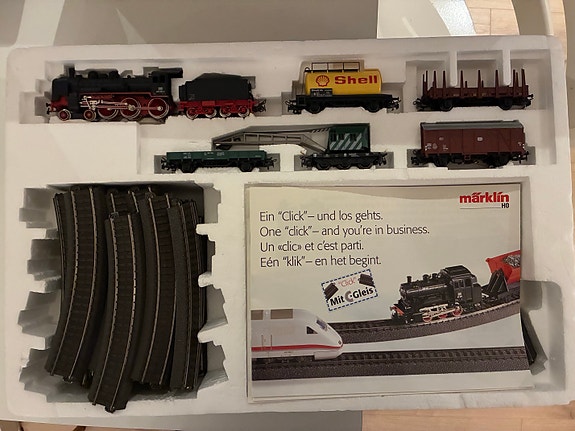 Shell
märklin
H0
Ein "Click"– und los gehts.
One "click"– and you're in business.
Un «clic» et c'est parti.
Eén "klik"– en het begint.
"Click"
Mit C Gleis